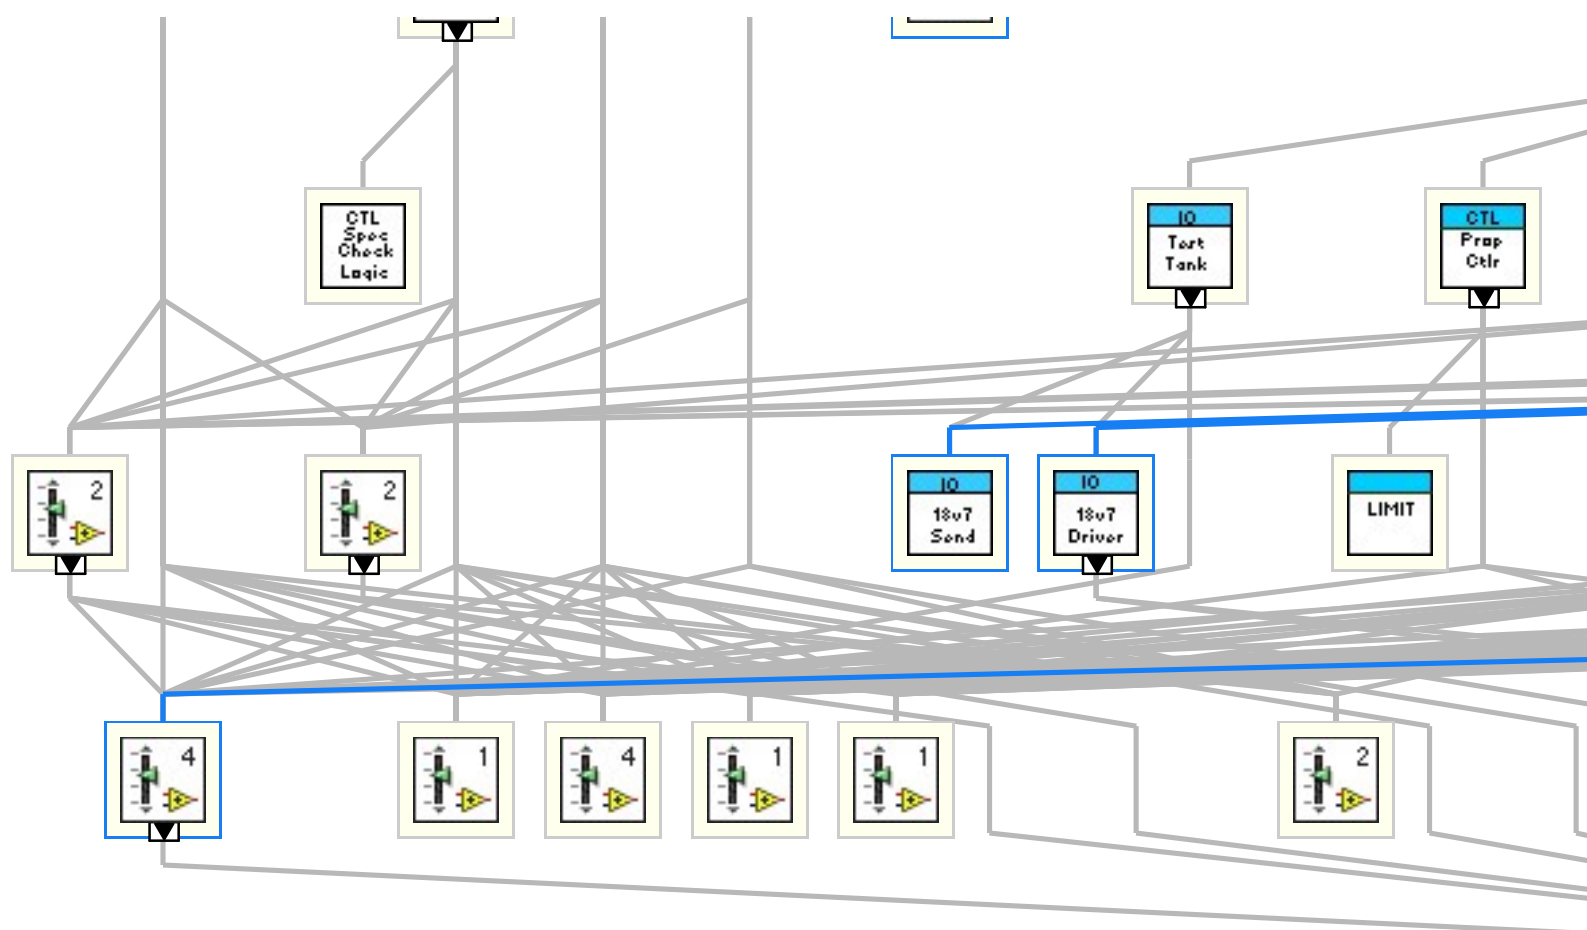 CTL
Spec
Check
Logic
IO
Test
Tank
CTL
Prop
Ctlr
2
2
IO
18v7
Send
IO
18v7
Driver
LIMIT
4
1
4
1
1
2